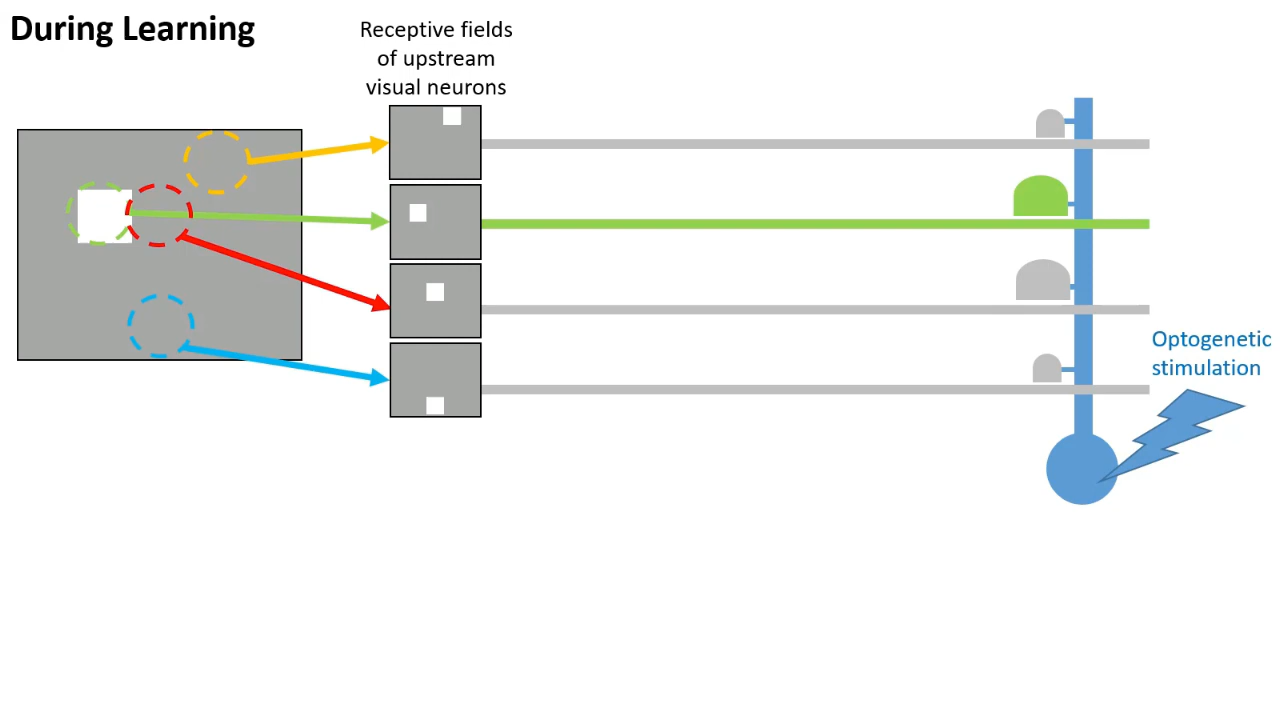 During Learning
Receptive fields
of upstream
visual neurons
Optogenetic
stimulation